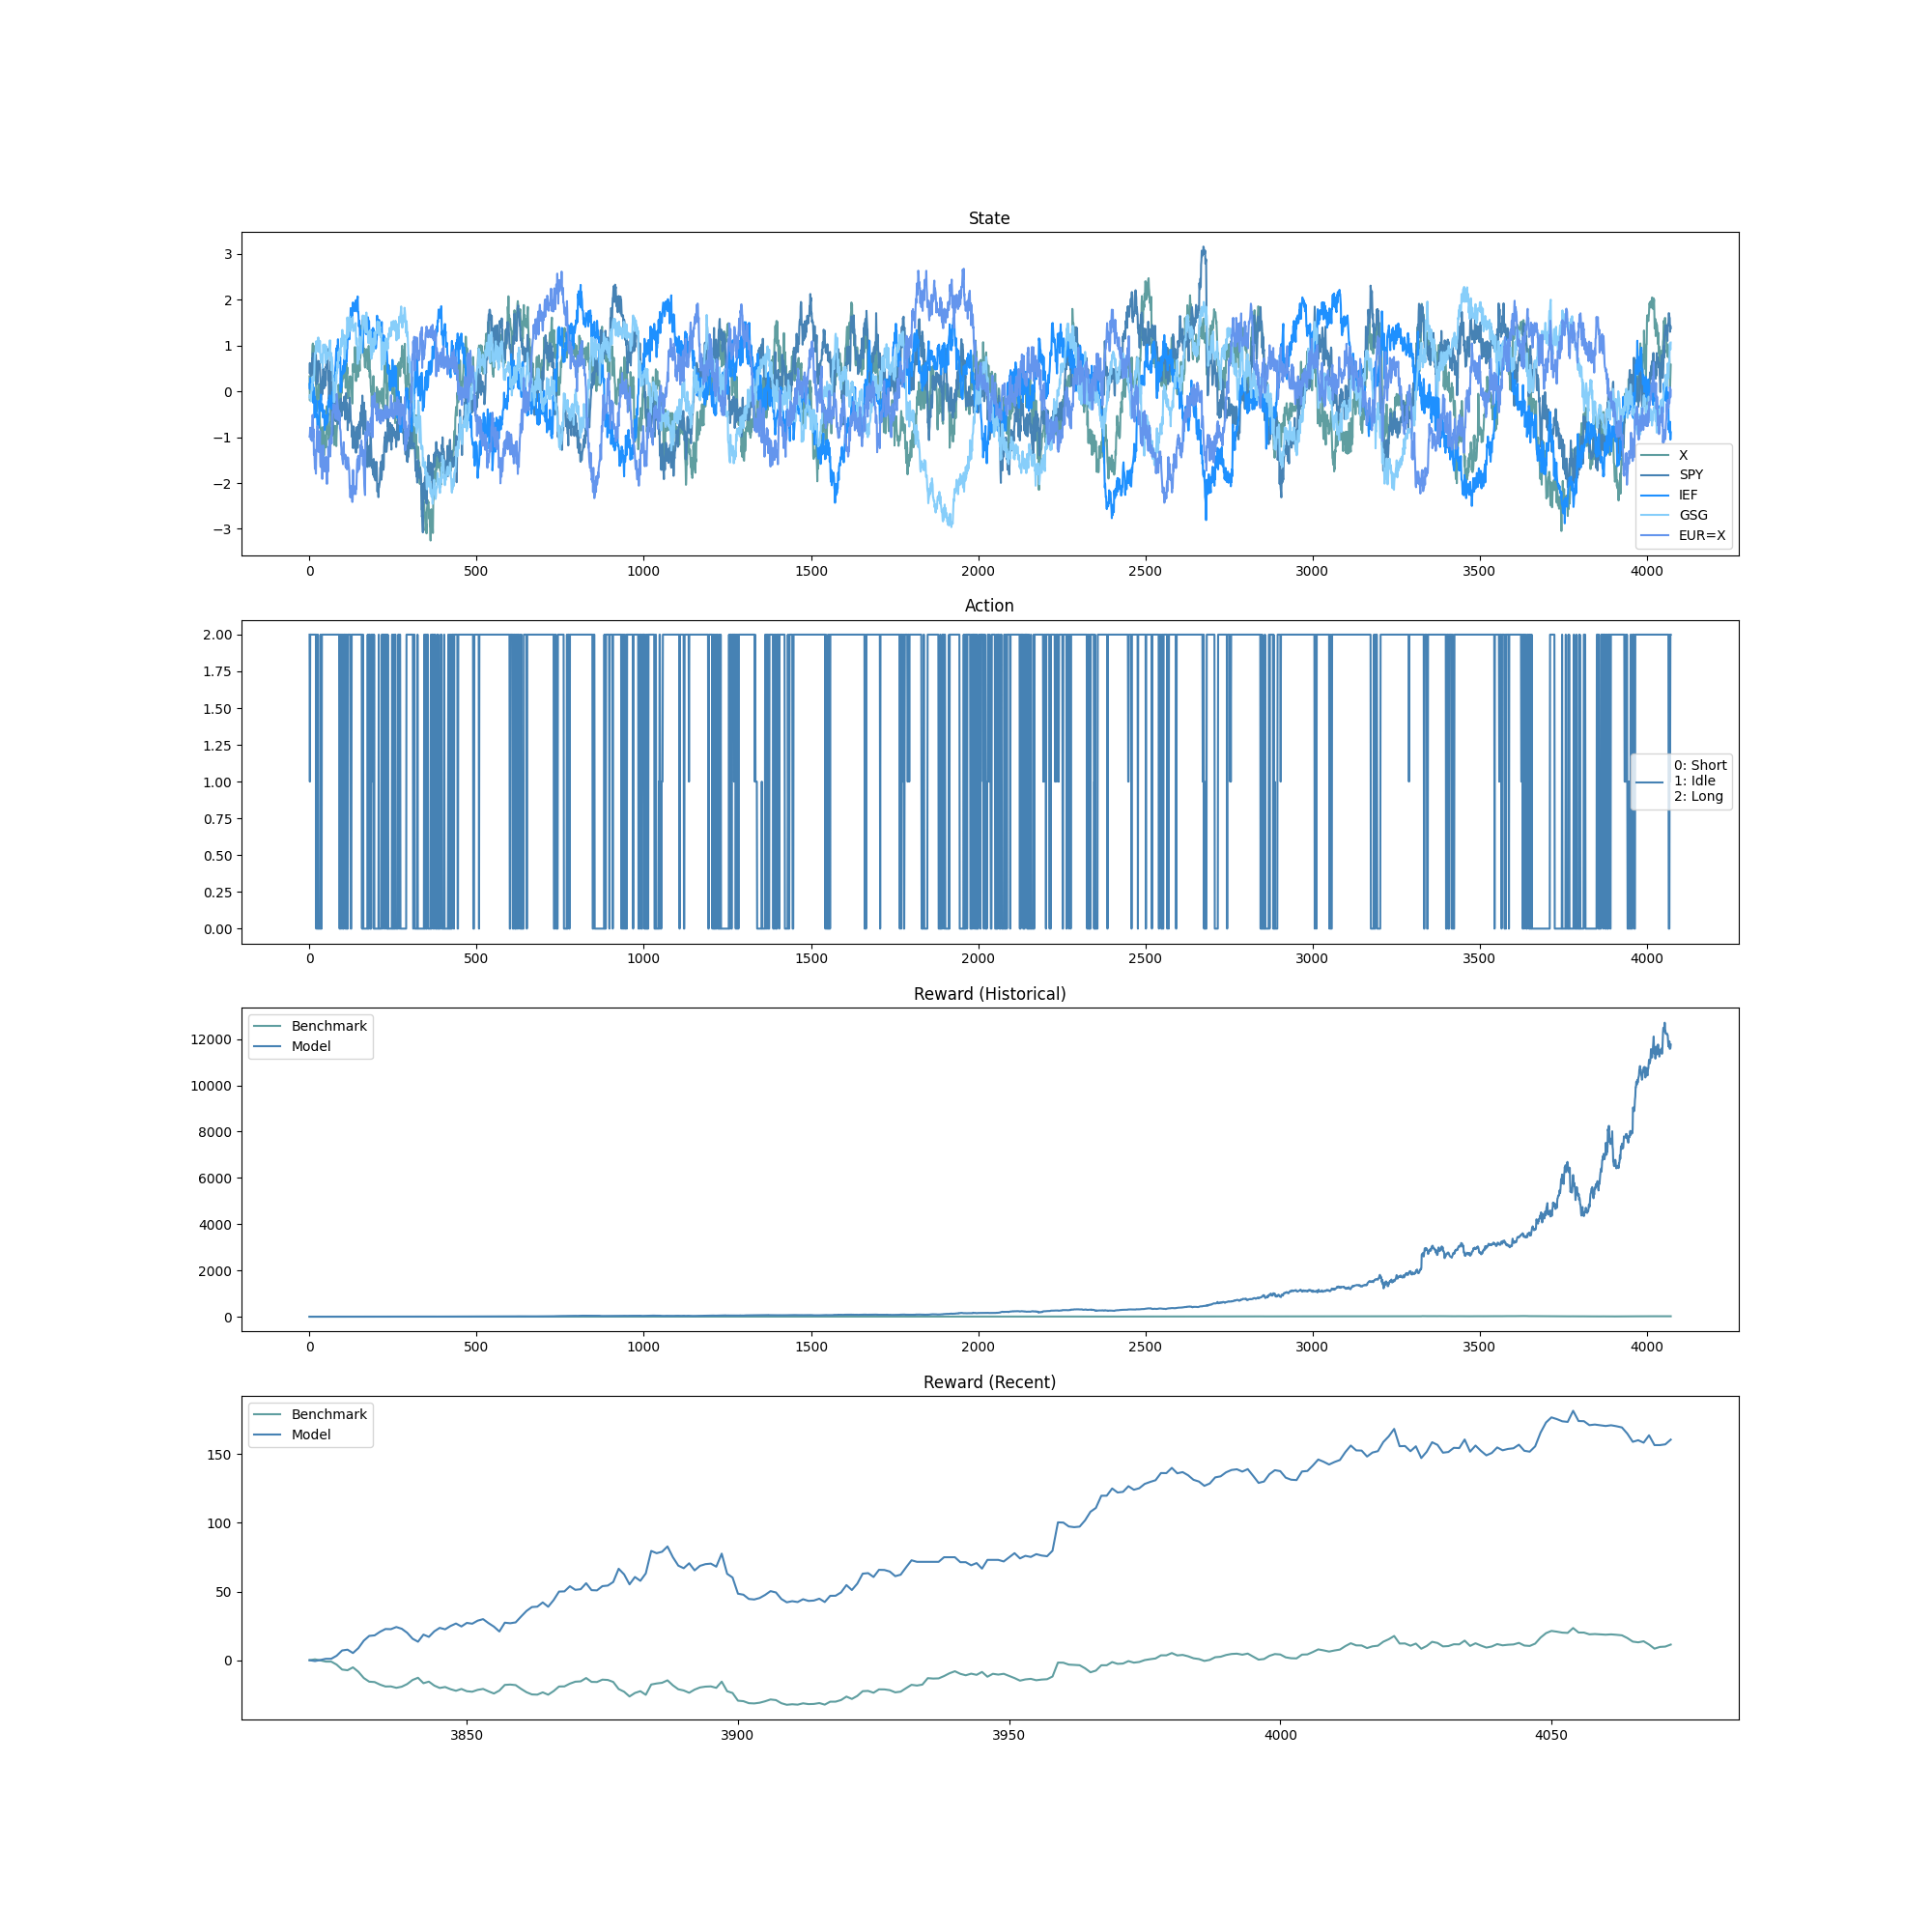 State
3
2
1
0
−1
−2
−3
X
SPY
IEF
GSG
EUR=X
0 500 1000 1500 2000 2500 3000 3500 4000
Action
2.00
1.75
1.50
1.25
1.00
0.75
0.50
0.25
0.00
0: Short
1: Idle
2: Long
0 500 1000 1500 2000 2500 3000 3500 4000
Reward (Historical)
Benchmark
Model
12000
10000
8000
6000
4000
2000
0
0 500 1000 1500 2000 2500 3000 3500 4000
Reward (Recent)
Benchmark
Model
150
100
50
0
3850 3900 3950 4000 4050